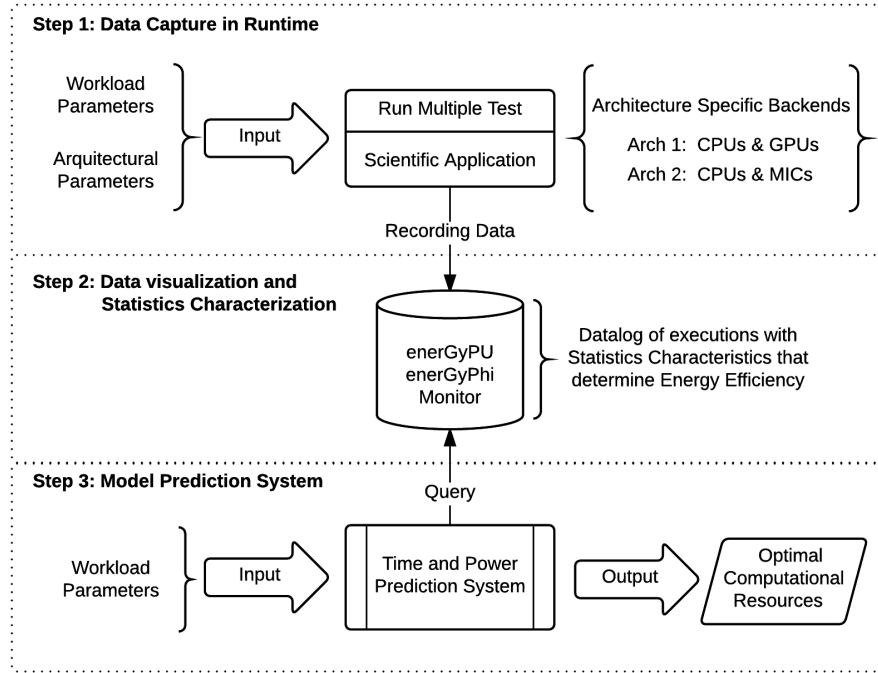 Step 1: Data Capture in Runtime
Workload
Parameters
Arquitectural
Parameters
Input
Run Multiple Test
Scientific Application
Architecture Specific Backends
Arch 1: CPUs & GPUs
Arch 2: CPUs & MICs
Recording Data
Step 2: Data visualization and
Statistics Characterization
enerGyPU
enerGyPhi
Monitor
Datalog of executions with
Statistics Characteristics that
determine Energy Efficiency
Step 3: Model Prediction System
Query
Workload
Parameters
Input
Time and Power
Prediction System
Output
Optimal
Computational
Resources